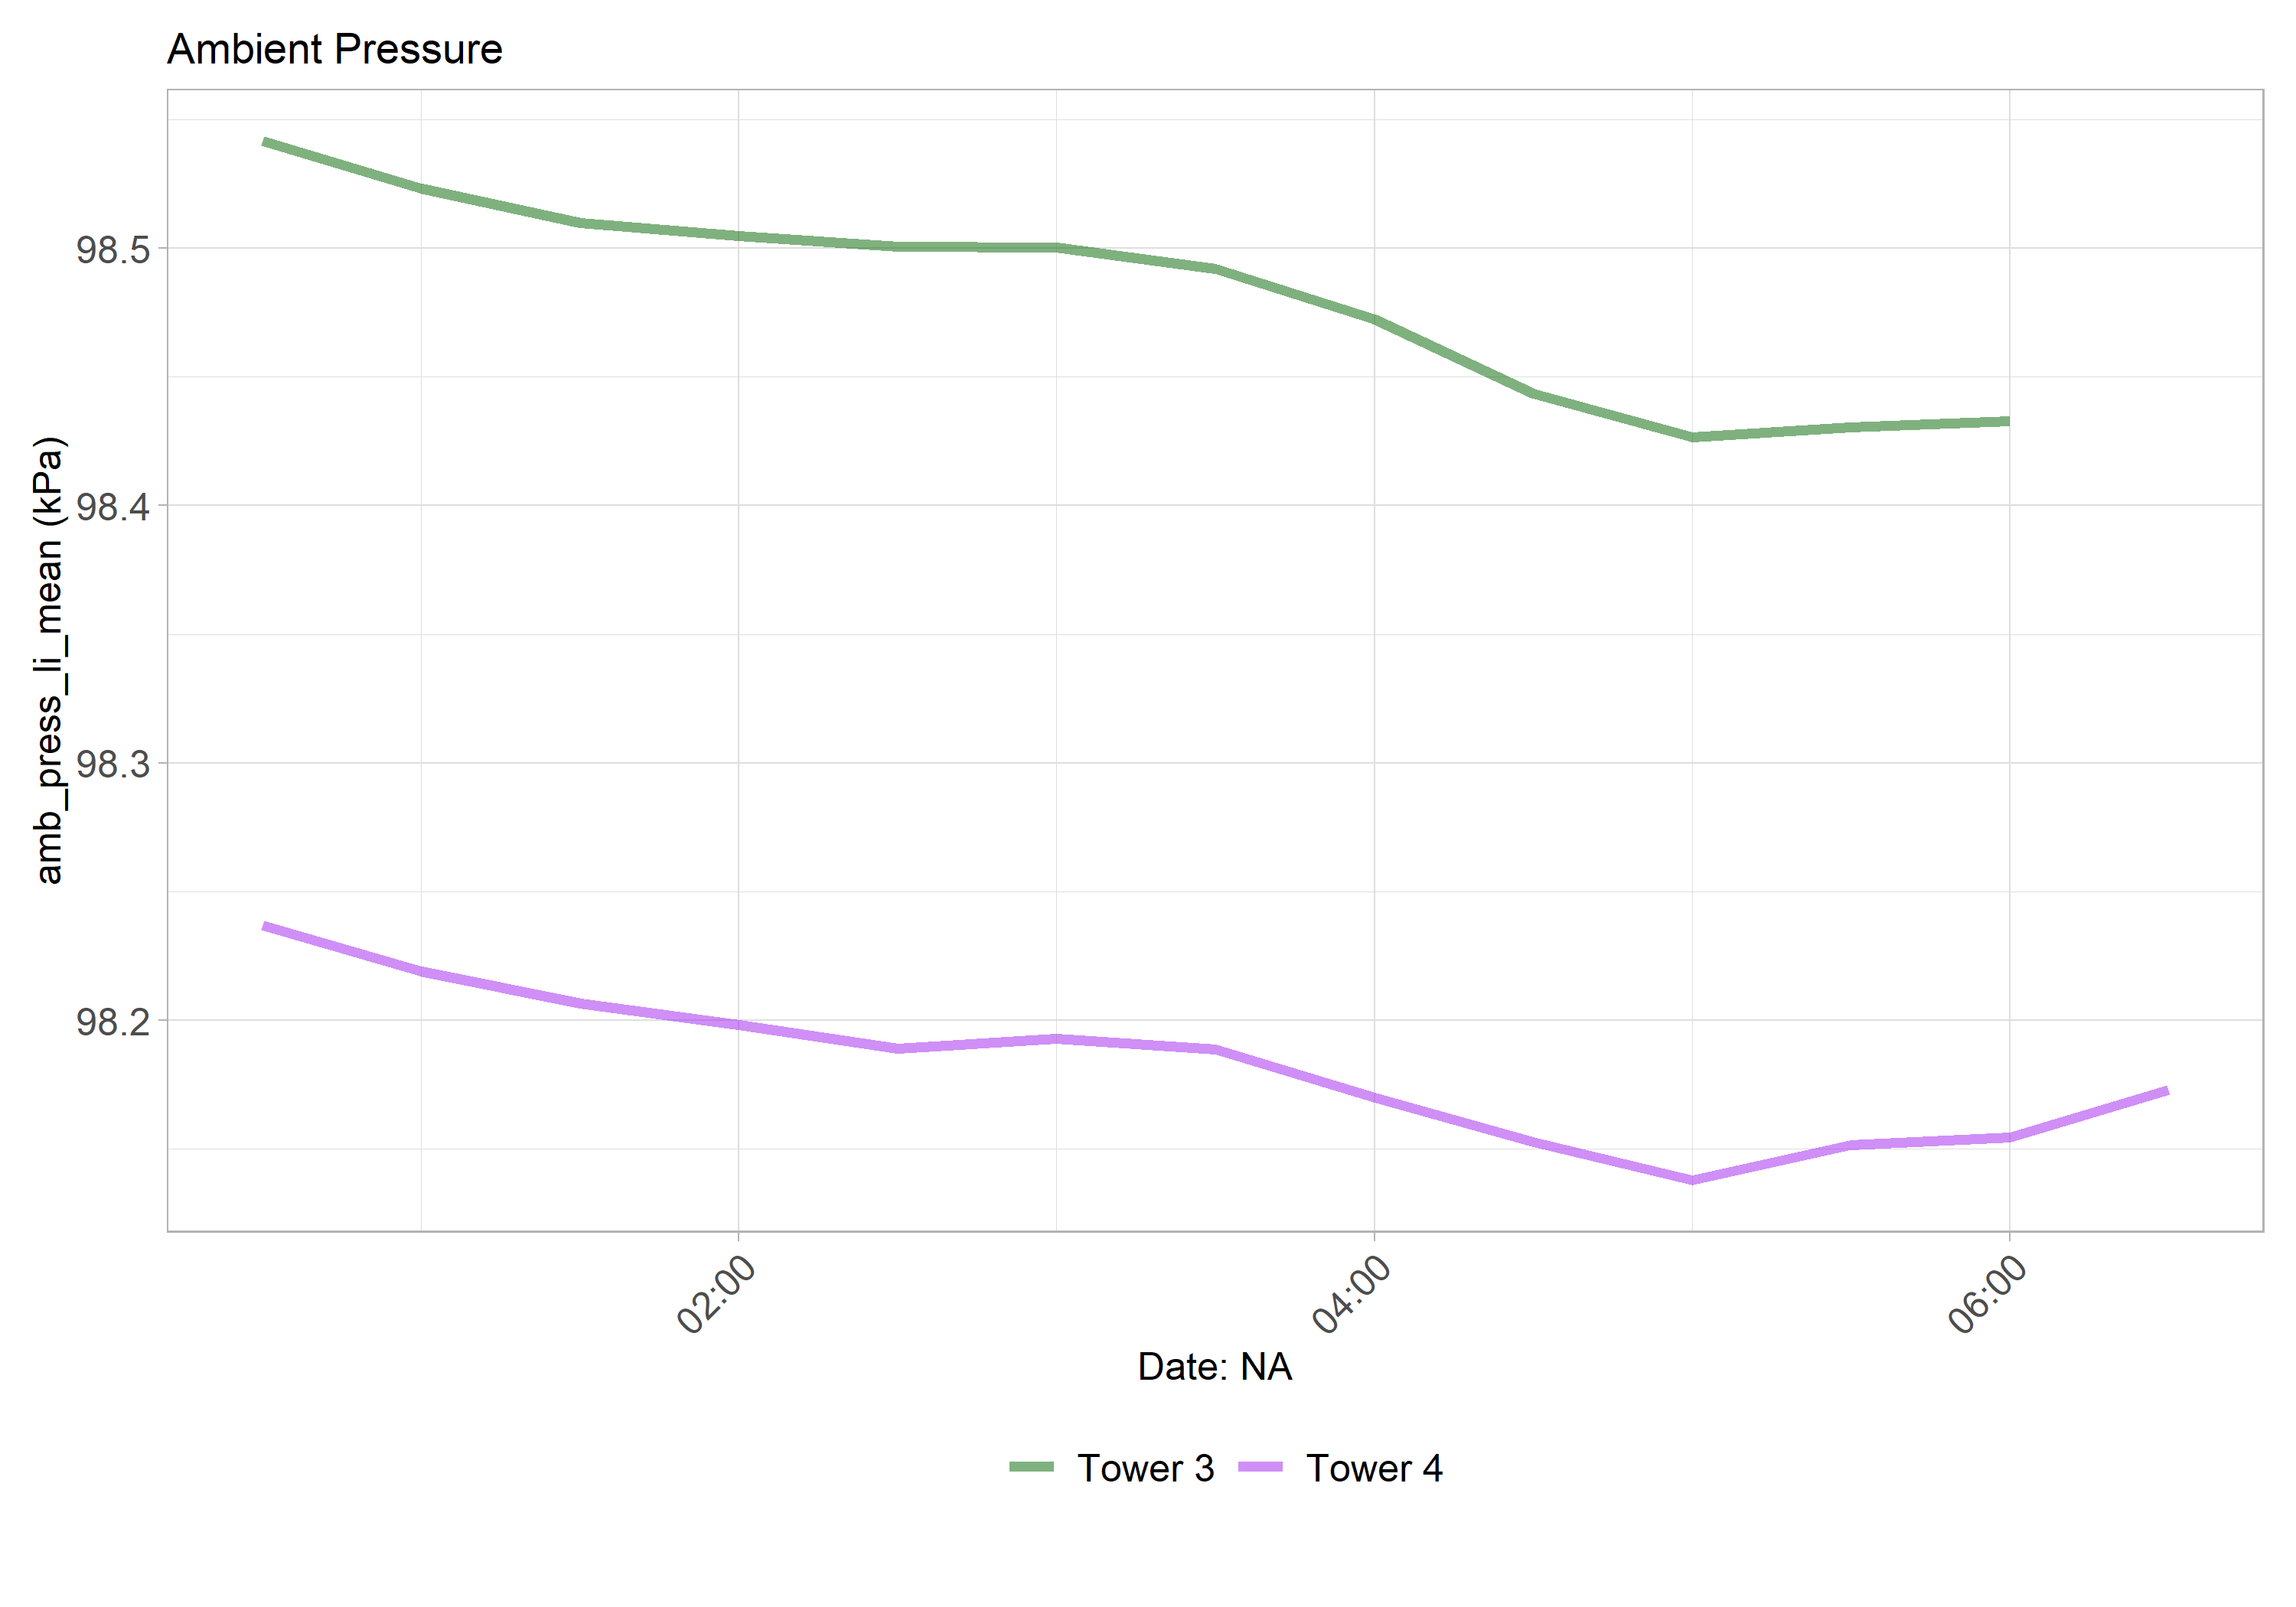 Ambient Pressure
amb_press_li_mean (kPa)
98.5
98.4
98.3
98.2
02:00
04:00
06:00
Date: NA
Tower 3
Tower 4